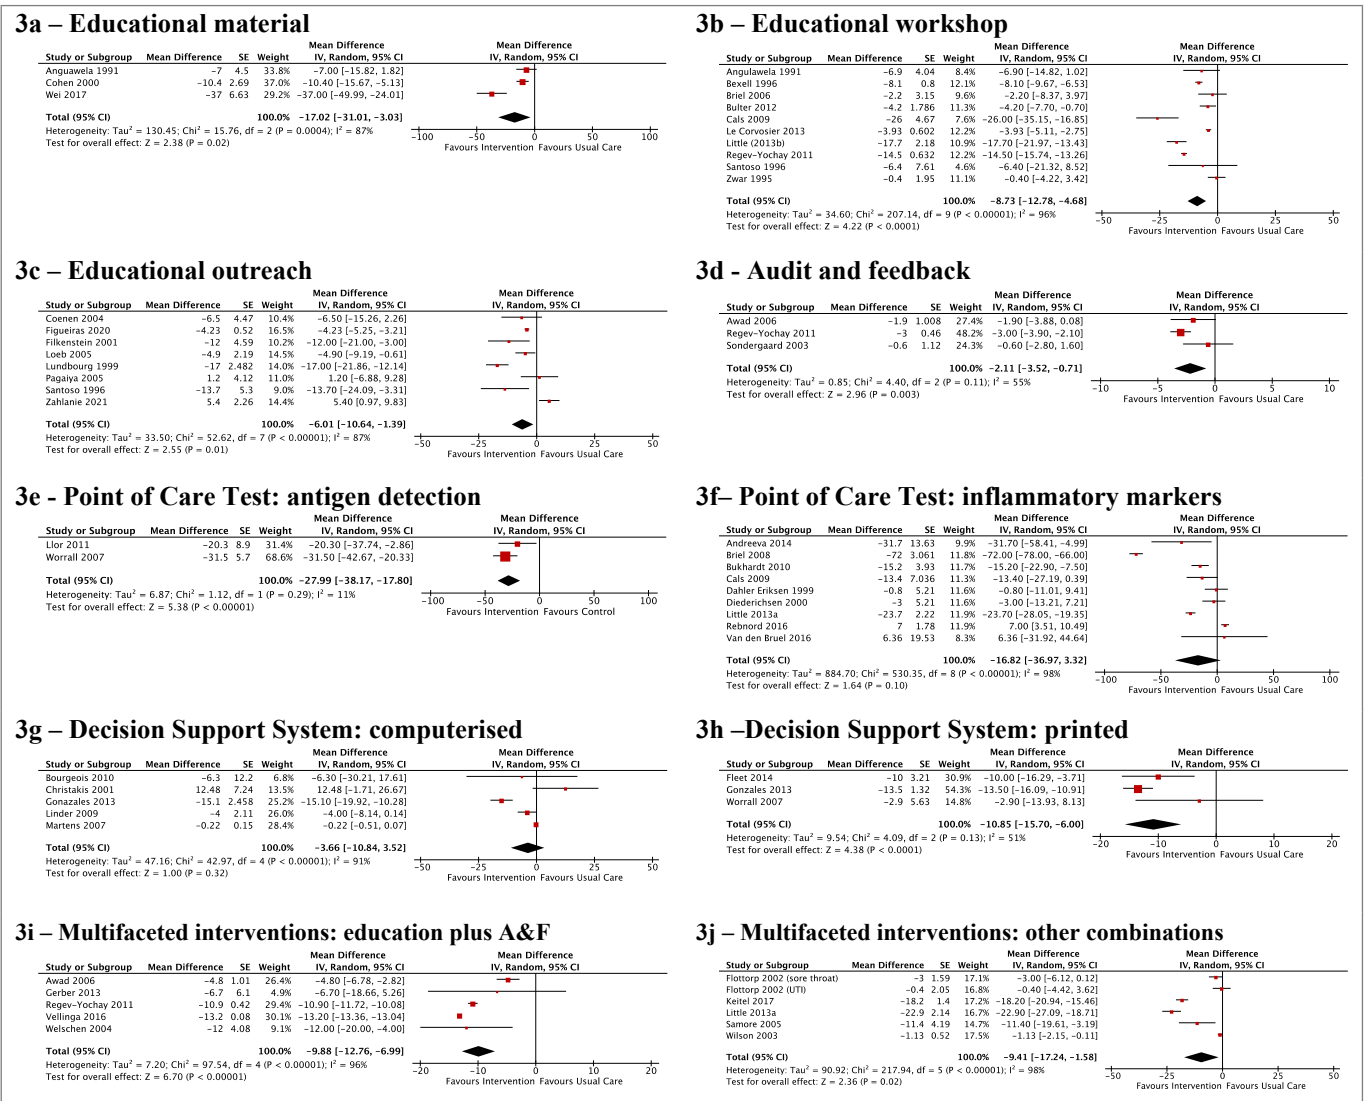 3a – Educational material
Mean Difference
Mean Difference
Study or Subgroup Mean Difference SE Weight IV, Random, 95% CI IV, Random, 95% CI
Anguawela 1991 −7 4.5 33.8% −7.00 [−15.82, 1.82]
Cohen 2000 −10.4 2.69 37.0% −10.40 [−15.67, −5.13]
Wei 2017 −37 6.63 29.2% −37.00 [−49.99, −24.01]
Total (95% CI) 100.0% −17.02 [−31.01, −3.03]
Heterogeneity: Tau² = 130.45; Chi² = 15.76, df = 2 (P = 0.0004); I² = 87%
Test for overall effect: Z = 2.38 (P = 0.02)
−100 −50 0 50 100
Favours Intervention Favours Usual Care
3b – Educational workshop
Mean Difference
Mean Difference
Study or Subgroup Mean Difference SE Weight IV, Random, 95% CI IV, Random, 95% CI
Angulawela 1991 −6.9 4.04 8.4% −6.90 [−14.82, 1.02]
Bexell 1996 −8.1 0.8 12.1% −8.10 [−9.67, −6.53]
Briel 2006 −2.2 3.15 9.6% −2.20 [−8.37, 3.97]
Bulter 2012 −4.2 1.786 11.3% −4.20 [−7.70, −0.70]
Cals 2009 −26 4.67 7.6% −26.00 [−35.15, −16.85]
Le Corvosier 2013 −3.93 0.602 12.2% −3.93 [−5.11, −2.75]
Little (2013b) −17.7 2.18 10.9% −17.70 [−21.97, −13.43]
Regev−Yochay 2011 −14.5 0.632 12.2% −14.50 [−15.74, −13.26]
Santoso 1996 −6.4 7.61 4.6% −6.40 [−21.32, 8.52]
Zwar 1995 −0.4 1.95 11.1% −0.40 [−4.22, 3.42]
Total (95% CI) 100.0% −8.73 [−12.78, −4.68]
Heterogeneity: Tau² = 34.60; Chi² = 207.14, df = 9 (P < 0.00001); I² = 96%
Test for overall effect: Z = 4.22 (P < 0.0001)
−50 −25 0 25 50
Favours Intervention Favours Usual Care
3c – Educational outreach
Mean Difference
Mean Difference
Study or Subgroup Mean Difference SE Weight IV, Random, 95% CI IV, Random, 95% CI
Coenen 2004 −6.5 4.47 10.4% −6.50 [−15.26, 2.26]
Figueiras 2020 −4.23 0.52 16.5% −4.23 [−5.25, −3.21]
Filkenstein 2001 −12 4.59 10.2% −12.00 [−21.00, −3.00]
Loeb 2005 −4.9 2.19 14.5% −4.90 [−9.19, −0.61]
Lundbourg 1999 −17 2.482 14.0% −17.00 [−21.86, −12.14]
Pagaiya 2005 1.2 4.12 11.0% 1.20 [−6.88, 9.28]
Santoso 1996 −13.7 5.3 9.0% −13.70 [−24.09, −3.31]
Zahlanie 2021 5.4 2.26 14.4% 5.40 [0.97, 9.83]
Total (95% CI) 100.0% −6.01 [−10.64, −1.39]
Heterogeneity: Tau² = 33.50; Chi² = 52.62, df = 7 (P < 0.00001); I² = 87%
Test for overall effect: Z = 2.55 (P = 0.01)
−50 −25 0 25 50
Favours Intervention Favours Usual Care
3d - Audit and feedback
Mean Difference
Mean Difference
Study or Subgroup Mean Difference SE Weight IV, Random, 95% CI IV, Random, 95% CI
Awad 2006 −1.9 1.008 27.4% −1.90 [−3.88, 0.08]
Regev−Yochay 2011 −3 0.46 48.2% −3.00 [−3.90, −2.10]
Sondergaard 2003 −0.6 1.12 24.3% −0.60 [−2.80, 1.60]
Total (95% CI) 100.0% −2.11 [−3.52, −0.71]
Heterogeneity: Tau² = 0.85; Chi² = 4.40, df = 2 (P = 0.11); I² = 55%
Test for overall effect: Z = 2.96 (P = 0.003)
−10 −5 0 5 10
Favours Intervention Favours Usual Care
3e - Point of Care Test: antigen detection
Mean Difference
Mean Difference
Study or Subgroup Mean Difference SE Weight IV, Random, 95% CI IV, Random, 95% CI
Llor 2011 −20.3 8.9 31.4% −20.30 [−37.74, −2.86]
Worrall 2007 −31.5 5.7 68.6% −31.50 [−42.67, −20.33]
Total (95% CI) 100.0% −27.99 [−38.17, −17.80]
Heterogeneity: Tau² = 6.87; Chi² = 1.12, df = 1 (P = 0.29); I² = 11%
Test for overall effect: Z = 5.38 (P < 0.00001)
−100 −50 0 50 100
Favours Intervention Favours Control
3f– Point of Care Test: inflammatory markers
Mean Difference
Mean Difference
Study or Subgroup Mean Difference SE Weight IV, Random, 95% CI IV, Random, 95% CI
Andreeva 2014 −31.7 13.63 9.9% −31.70 [−58.41, −4.99]
Briel 2008 −72 3.061 11.8% −72.00 [−78.00, −66.00]
Bukhardt 2010 −15.2 3.93 11.7% −15.20 [−22.90, −7.50]
Cals 2009 −13.4 7.036 11.3% −13.40 [−27.19, 0.39]
Dahler Eriksen 1999 −0.8 5.21 11.6% −0.80 [−11.01, 9.41]
Diederichsen 2000 −3 5.21 11.6% −3.00 [−13.21, 7.21]
Little 2013a −23.7 2.22 11.9% −23.70 [−28.05, −19.35]
Rebnord 2016 7 1.78 11.9% 7.00 [3.51, 10.49]
Van den Bruel 2016 6.36 19.53 8.3% 6.36 [−31.92, 44.64]
Total (95% CI) 100.0% −16.82 [−36.97, 3.32]
Heterogeneity: Tau² = 884.70; Chi² = 530.35, df = 8 (P < 0.00001); I² = 98%
Test for overall effect: Z = 1.64 (P = 0.10)
−100 −50 0 50 100
Favours Intervention Favours Usual Care
3g – Decision Support System: computerised
Mean Difference
Mean Difference
Study or Subgroup Mean Difference SE Weight IV, Random, 95% CI IV, Random, 95% CI
Bourgeois 2010 −6.3 12.2 6.8% −6.30 [−30.21, 17.61]
Christakis 2001 12.48 7.24 13.5% 12.48 [−1.71, 26.67]
Gonazales 2013 −15.1 2.458 25.2% −15.10 [−19.92, −10.28]
Linder 2009 −4 2.11 26.0% −4.00 [−8.14, 0.14]
Martens 2007 −0.22 0.15 28.4% −0.22 [−0.51, 0.07]
Total (95% CI) 100.0% −3.66 [−10.84, 3.52]
Heterogeneity: Tau² = 47.16; Chi² = 42.97, df = 4 (P < 0.00001); I² = 91%
Test for overall effect: Z = 1.00 (P = 0.32)
−50 −25 0 25 50
Favours Intervention Favours Usual Care
3h –Decision Support System: printed
Mean Difference
Mean Difference
Study or Subgroup Mean Difference SE Weight IV, Random, 95% CI IV, Random, 95% CI
Fleet 2014 −10 3.21 30.9% −10.00 [−16.29, −3.71]
Gonzales 2013 −13.5 1.32 54.3% −13.50 [−16.09, −10.91]
Worrall 2007 −2.9 5.63 14.8% −2.90 [−13.93, 8.13]
Total (95% CI) 100.0% −10.85 [−15.70, −6.00]
Heterogeneity: Tau² = 9.54; Chi² = 4.09, df = 2 (P = 0.13); I² = 51%
Test for overall effect: Z = 4.38 (P < 0.0001)
−20 −10 0 10 20
Favours Intervention Favours Usual Care
3i – Multifaceted interventions: education plus A&F
Mean Difference
Mean Difference
Study or Subgroup Mean Difference SE Weight IV, Random, 95% CI IV, Random, 95% CI
Awad 2006 −4.8 1.01 26.4% −4.80 [−6.78, −2.82]
Gerber 2013 −6.7 6.1 4.9% −6.70 [−18.66, 5.26]
Regev−Yochay 2011 −10.9 0.42 29.4% −10.90 [−11.72, −10.08]
Vellinga 2016 −13.2 0.08 30.1% −13.20 [−13.36, −13.04]
Welschen 2004 −12 4.08 9.1% −12.00 [−20.00, −4.00]
Total (95% CI) 100.0% −9.88 [−12.76, −6.99]
Heterogeneity: Tau² = 7.20; Chi² = 97.54, df = 4 (P < 0.00001); I² = 96%
Test for overall effect: Z = 6.70 (P < 0.00001)
−20 −10 0 10 20
Favours Intervention Favours Usual Care
3j – Multifaceted interventions: other combinations
Mean Difference
Mean Difference
Study or Subgroup Mean Difference SE Weight IV, Random, 95% CI IV, Random, 95% CI
Flottorp 2002 (sore throat) −3 1.59 17.1% −3.00 [−6.12, 0.12]
Flottorp 2002 (UTI) −0.4 2.05 16.8% −0.40 [−4.42, 3.62]
Keitel 2017 −18.2 1.4 17.2% −18.20 [−20.94, −15.46]
Little 2013a −22.9 2.14 16.7% −22.90 [−27.09, −18.71]
Samore 2005 −11.4 4.19 14.7% −11.40 [−19.61, −3.19]
Wilson 2003 −1.13 0.52 17.5% −1.13 [−2.15, −0.11]
Total (95% CI) 100.0% −9.41 [−17.24, −1.58]
Heterogeneity: Tau² = 90.92; Chi² = 217.94, df = 5 (P < 0.00001); I² = 98%
Test for overall effect: Z = 2.36 (P = 0.02)
−50 −25 0 25 50
Favours Intervention Favours Usual Care